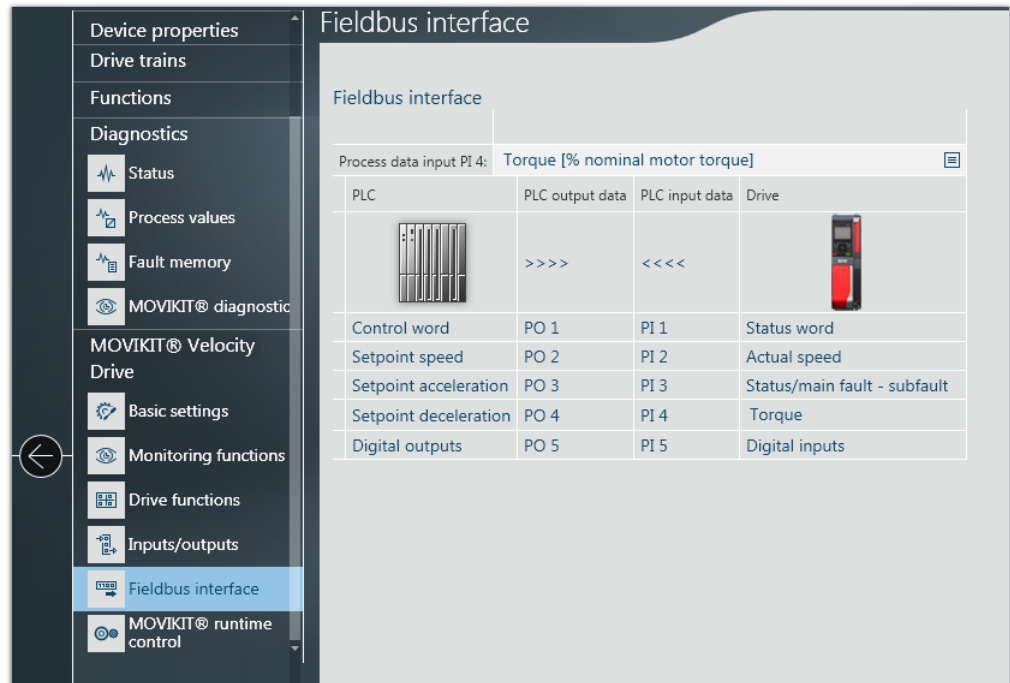 Fieldbus interface
Device properties
Drive trains
Functions
Diagnostics
Status
Process values
Fault memory
MOVIKIT® diagnostic
MOVIKIT® Velocity
Drive
Basic settings
Monitoring functions
Drive functions
Inputs/outputs
Fieldbus interface
MOVIKIT® runtime
control
Fieldbus interface
Process data input PI 4: Torque [% nominal motor torque]
PLC PLC output data PLC input data Drive
>>>> <<<<
Control word PO 1 PI 1 Status word
Setpoint speed PO 2 PI 2 Actual speed
Setpoint acceleration PO 3 PI 3 Status/main fault - subfault
Setpoint deceleration PO 4 PI 4 Torque
Digital outputs PO 5 PI 5 Digital inputs